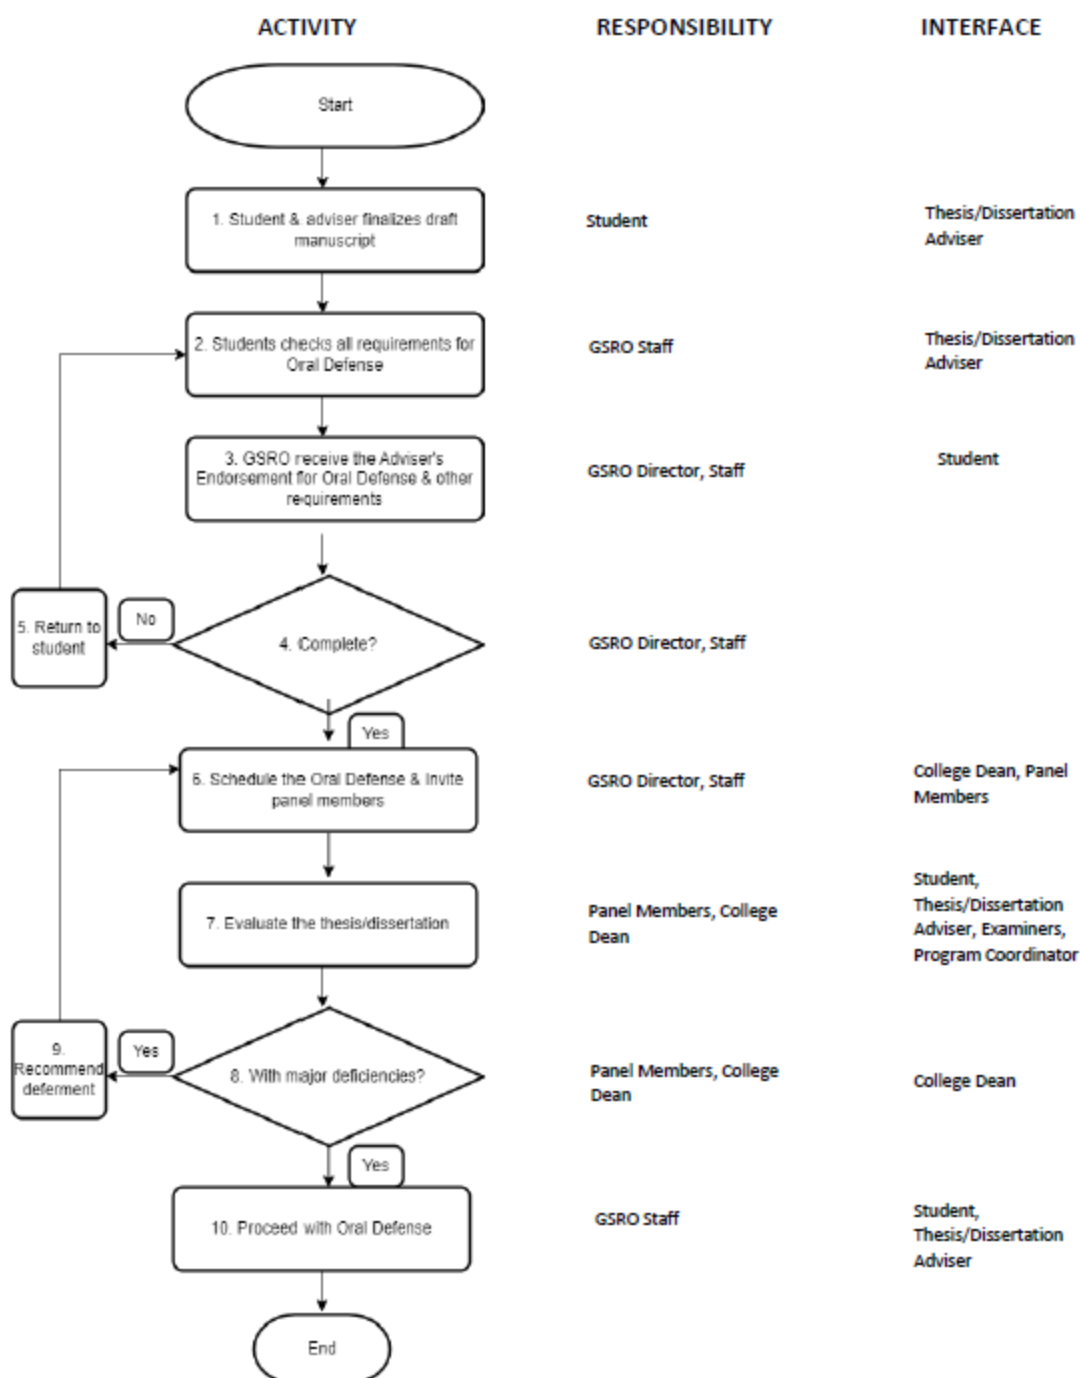 ACTIVITY RESPONSIBILITY INTERFACE
Start
1. Student & adviser finalizes draft
manuscript
Student
Thesis/Dissertation
Adviser
2. Students checks all requirements for
Oral Defense
GSRO Staff
Thesis/Dissertation
Adviser
3. GSRO receive the Adviser's
Endorsement for Oral Defense & other
requirements
GSRO Director, Staff
Student
5. Return to
student
No
4. Complete?
GSRO Director, Staff
Yes
6. Schedule the Oral Defense & Invite
panel members
GSRO Director, Staff
College Dean, Panel
Members
7. Evaluate the thesis/dissertation
Panel Members, College
Dean
Student,
Thesis/Dissertation
Adviser, Examiners,
Program Coordinator
9.
Recommend
deferment
Yes
8. With major deficiencies?
Panel Members, College
Dean
College Dean
Yes
10. Proceed with Oral Defense
GSRO Staff
Student,
Thesis/Dissertation
Adviser
End